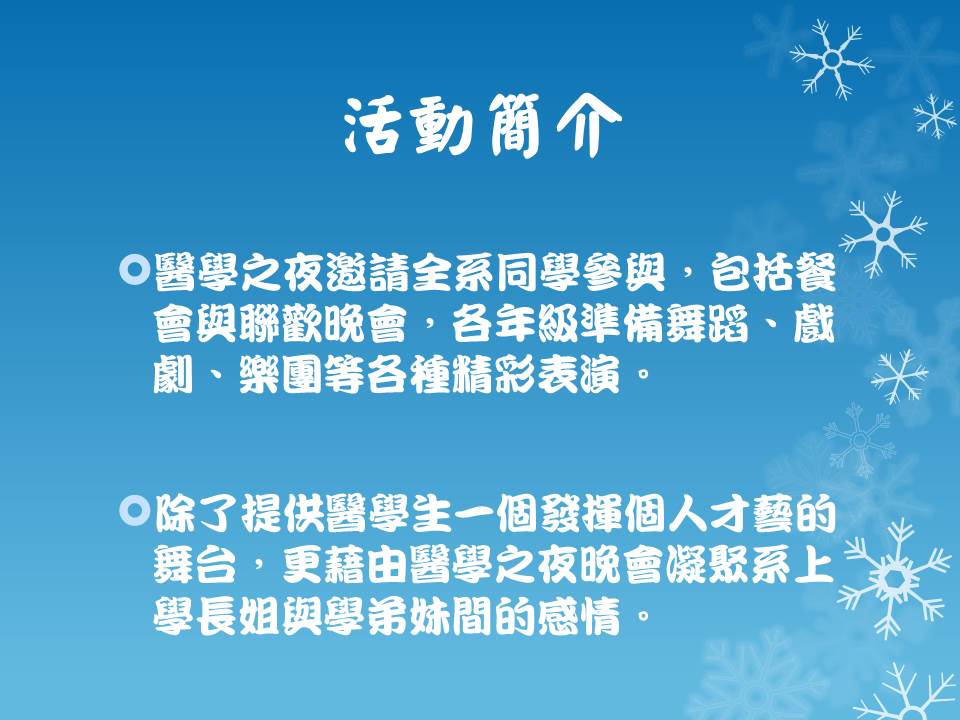 活動簡介
醫學之夜邀請全系同學參與，包括餐
會與聯歡晚會，各年級準備舞蹈、戲
劇、樂團等各種精彩表演。
除了提供醫學生一個發揮個人才藝的
舞台，更藉由醫學之夜晚會凝聚系上
學長姐與學弟妹間的感情。